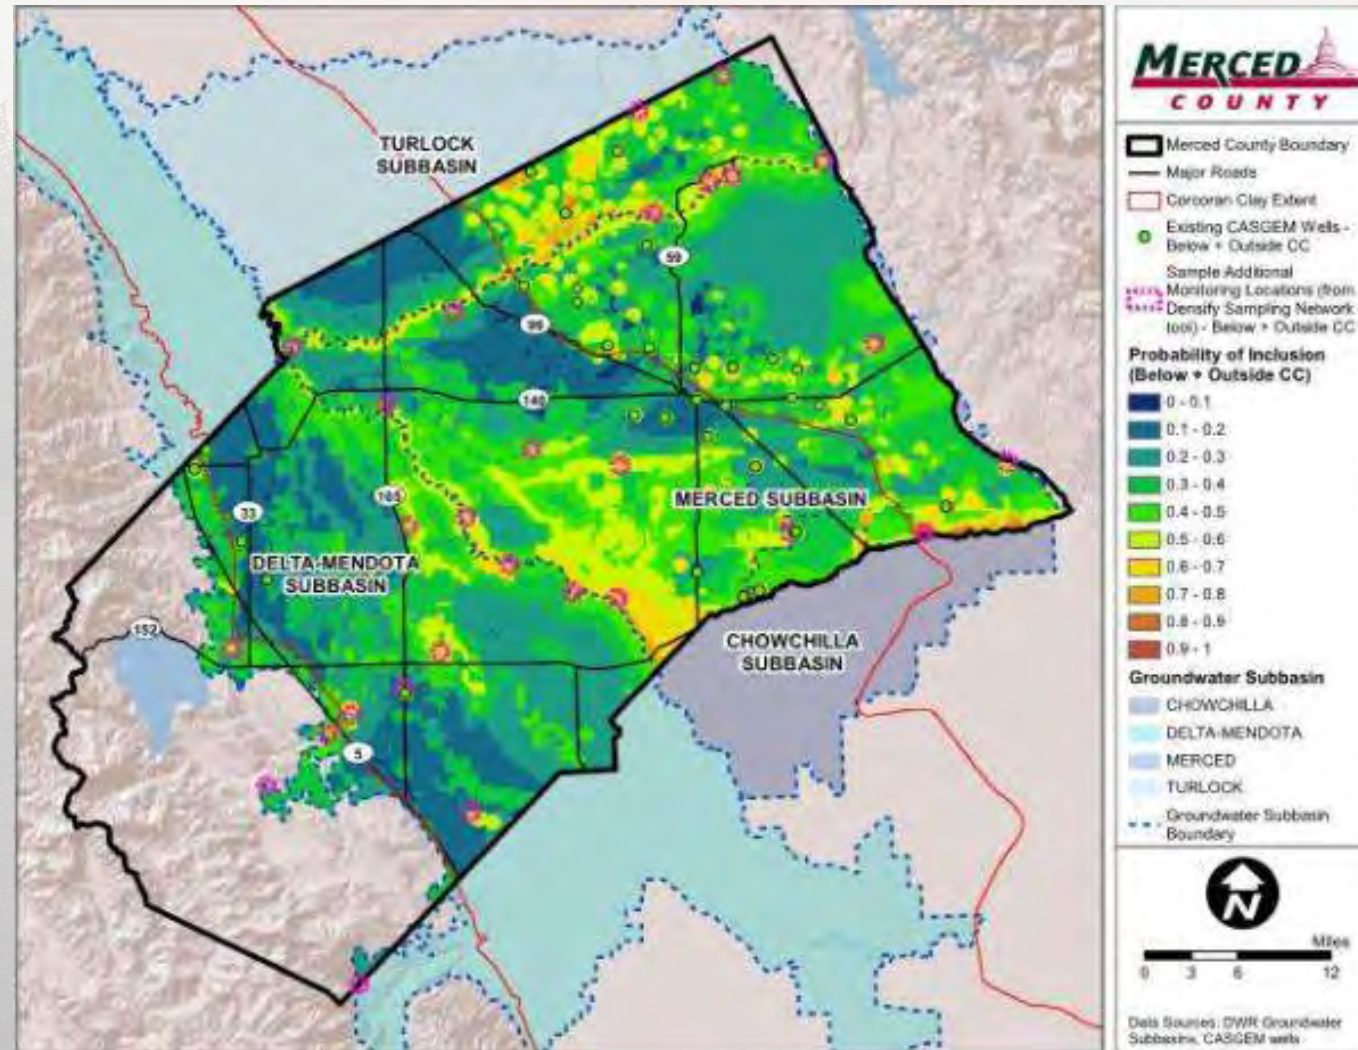 MERCED
COUNTY
TURLOCK
SUBBASIN
59
99
140
165
33
MERCED SUBBASIN
DELTA-MENDOTA
SUBBASIN
152
CHOWCHILLA
SUBBASIN
5
Merced County Boundary
Major Roads
Corcoran Clay Extent
Existing CASGEM Wells -
Below + Outside CC
Sample Additional
Monitoring Locations (from
Densify Sampling Network
tool) - Below + Outside CC
Probability of Inclusion
(Below + Outside CC)
0 - 0.1
0.1 - 0.2
0.2 - 0.3
0.3 - 0.4
0.4 - 0.5
0.5 - 0.6
0.6 - 0.7
0.7 - 0.8
0.8 - 0.9
0.9 - 1
Groundwater Subbasin
CHOWCHILLA
DELTA-MENDOTA
MERCED
TURLOCK
Groundwater Subbasin
Boundary
N
Miles
0 3 6 12
Data Sources: DWR Groundwater
Subbasins, CASGEM wells